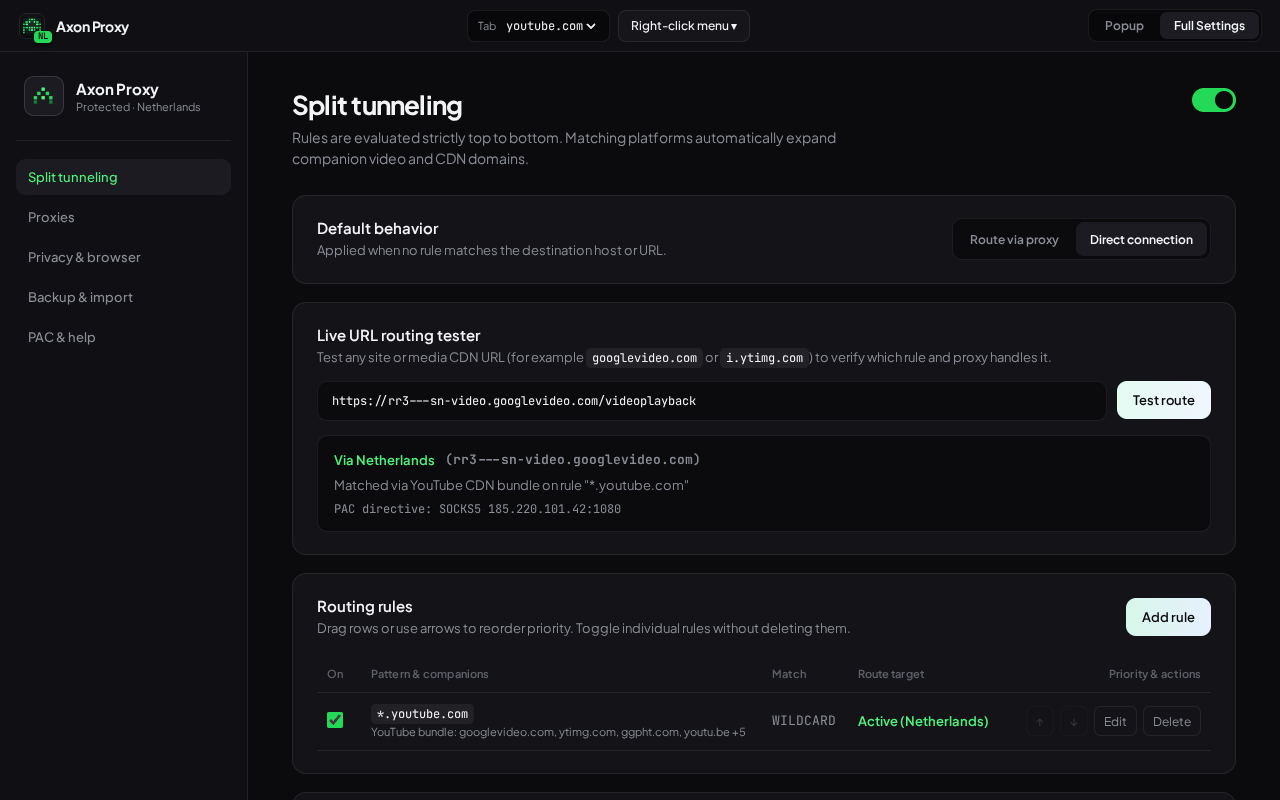 NL
Axon Proxy
Tab youtube.com
Right-click menu ▾
Popup
Full Settings
Axon Proxy
Protected · Netherlands
Split tunneling
Proxies
Privacy & browser
Backup & import
PAC & help
Split tunneling
Rules are evaluated strictly top to bottom. Matching platforms automatically expand
companion video and CDN domains.
Default behavior
Applied when no rule matches the destination host or URL.
Route via proxy
Direct connection
Live URL routing tester
Test any site or media CDN URL (for example googlevideo.com or i.ytimg.com) to verify which rule and proxy handles it.
https://rr3---sn-video.googlevideo.com/videoplayback
Test route
Via Netherlands (rr3---sn-video.googlevideo.com)
Matched via YouTube CDN bundle on rule "*.youtube.com"
PAC directive: SOCKS5 185.220.101.42:1080
Routing rules
Drag rows or use arrows to reorder priority. Toggle individual rules without deleting them.
Add rule
On Pattern & companions Match Route target Priority & actions
*.youtube.com
YouTube bundle: googlevideo.com, ytimg.com, ggpht.com, youtu.be +5
WILDCARD
Active (Netherlands)
↑ ↓ Edit Delete